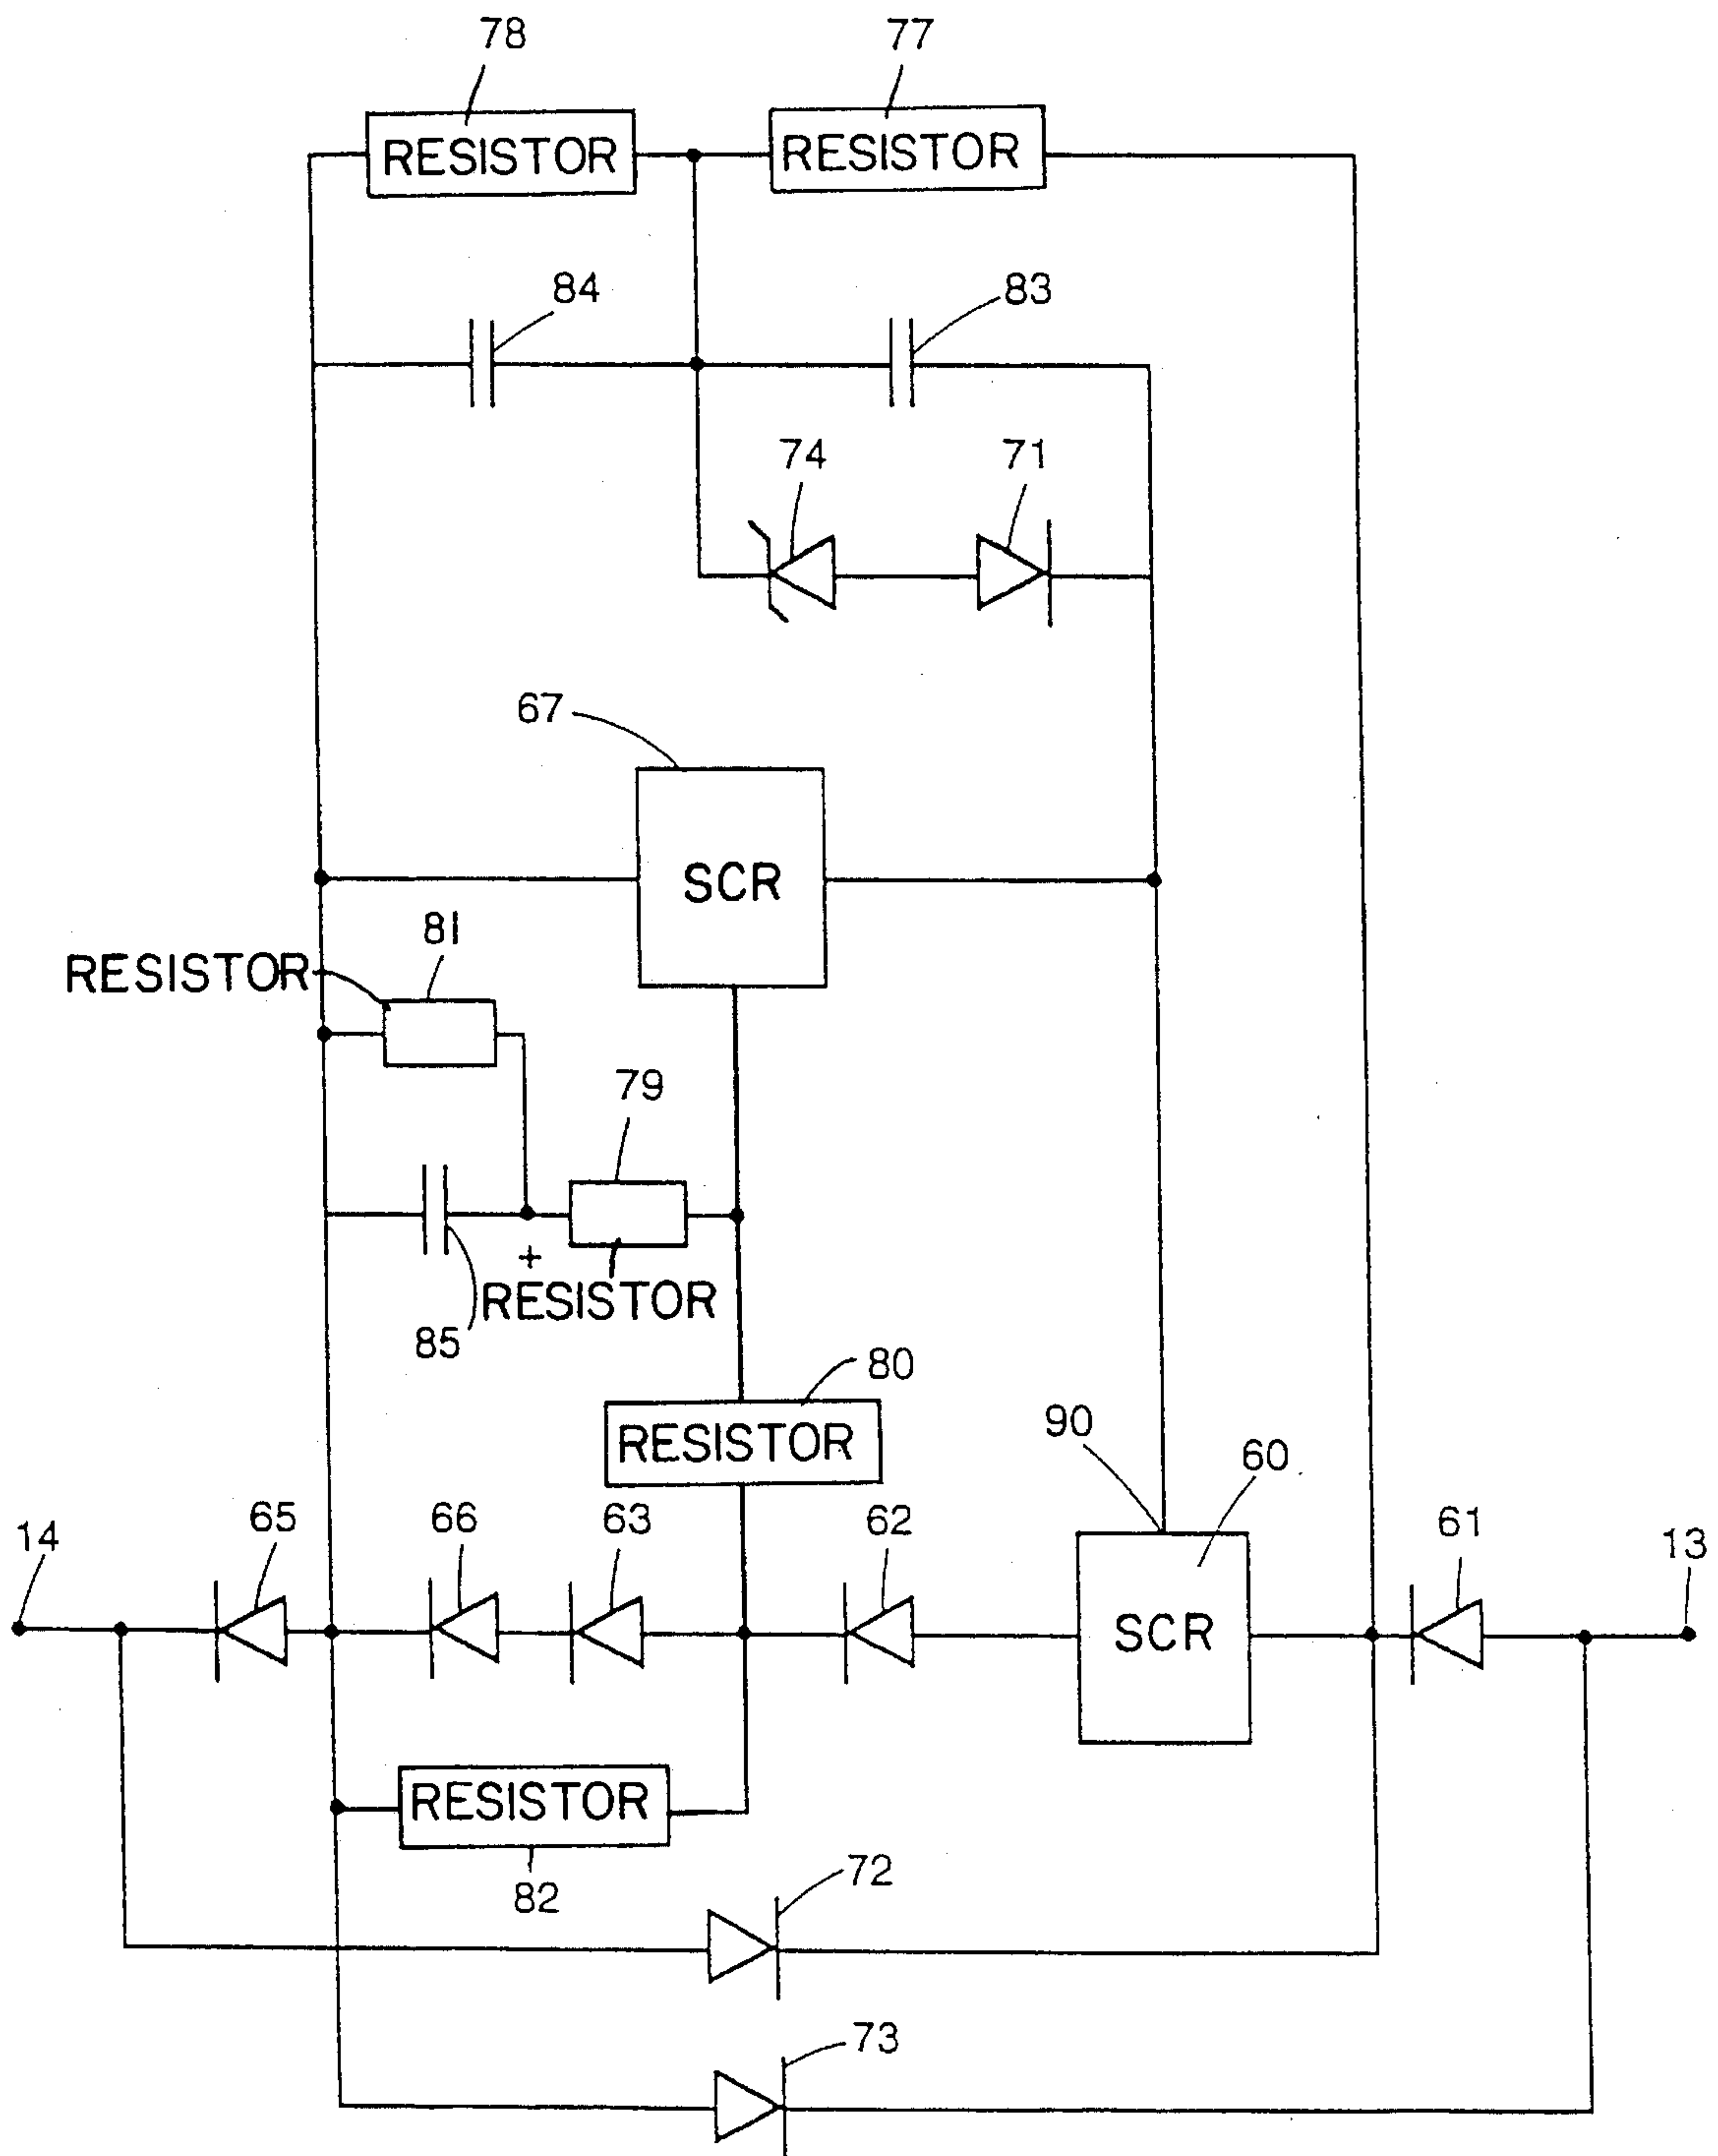 78 77
RESISTOR RESISTOR
84 83
74 71
67
SCR
81
RESISTOR
79
+
RESISTOR
85
80
RESISTOR
90 60
14 65 66 63 62 61 13
SCR
RESISTOR
82
72
73